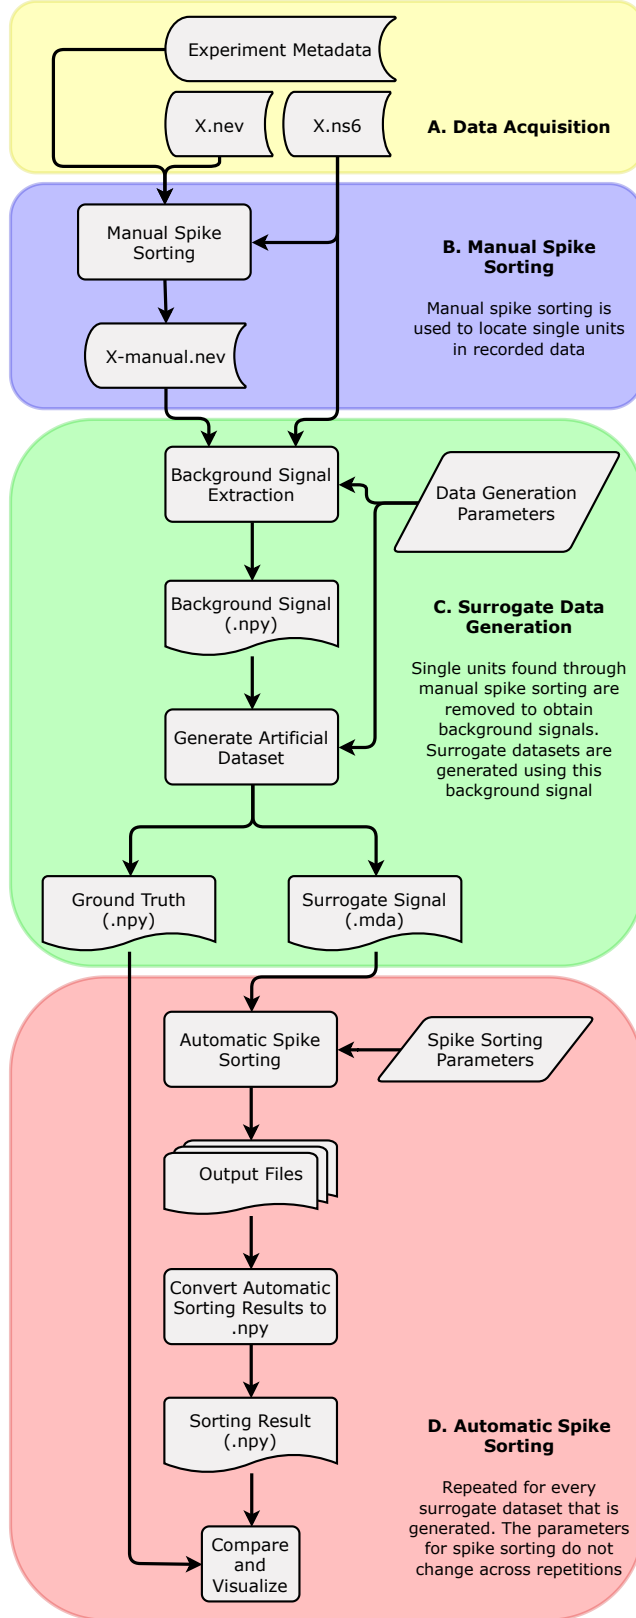 Experiment Metadata
X.nev
X.ns6
A. Data Acquisition
Manual Spike
Sorting
B. Manual Spike
Sorting
Manual spike sorting is
used to locate single units
in recorded data
X-manual.nev
Background Signal
Extraction
Data Generation
Parameters
Background Signal
(.npy)
C. Surrogate Data
Generation
Single units found through
manual spike sorting are
removed to obtain
background signals.
Surrogate datasets are
generated using this
background signal
Generate Artificial
Dataset
Ground Truth
(.npy)
Surrogate Signal
(.mda)
Automatic Spike
Sorting
Spike Sorting
Parameters
Output Files
Convert Automatic
Sorting Results to
.npy
Sorting Result
(.npy)
D. Automatic Spike
Sorting
Repeated for every
surrogate dataset that is
generated. The parameters
for spike sorting do not
change across repetitions
Compare
and
Visualize